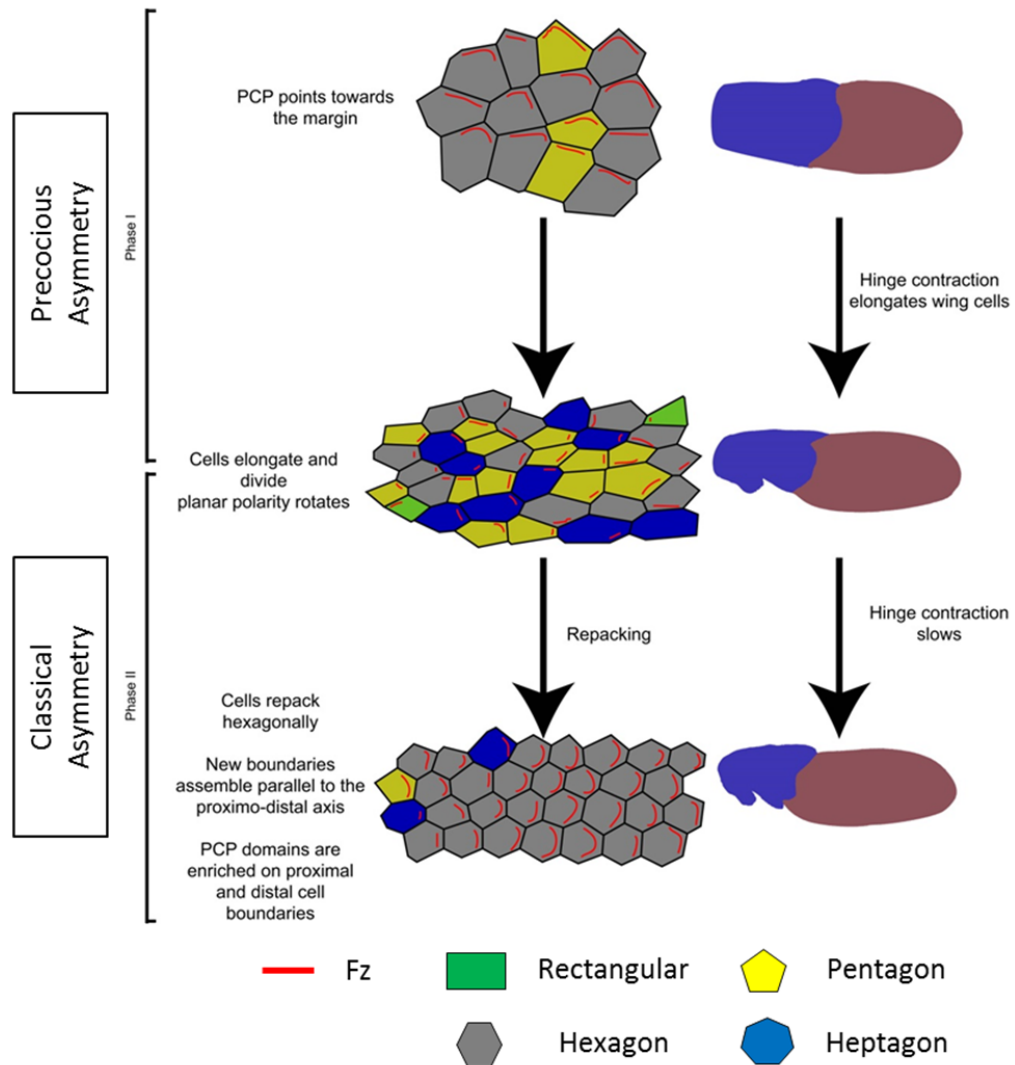 Precocious
Asymmetry
Phase I
PCP points towards
the margin
Hinge contraction
elongates wing cells
Cells elongate and
divide
planar polarity rotates
Classical
Asymmetry
Phase II
Repacking
Hinge contraction
slows
Cells repack
hexagonally
New boundaries
assemble parallel to the
proximo-distal axis
PCP domains are
enriched on proximal
and distal cell
boundaries
Fz
Rectangular
Pentagon
Hexagon
Heptagon